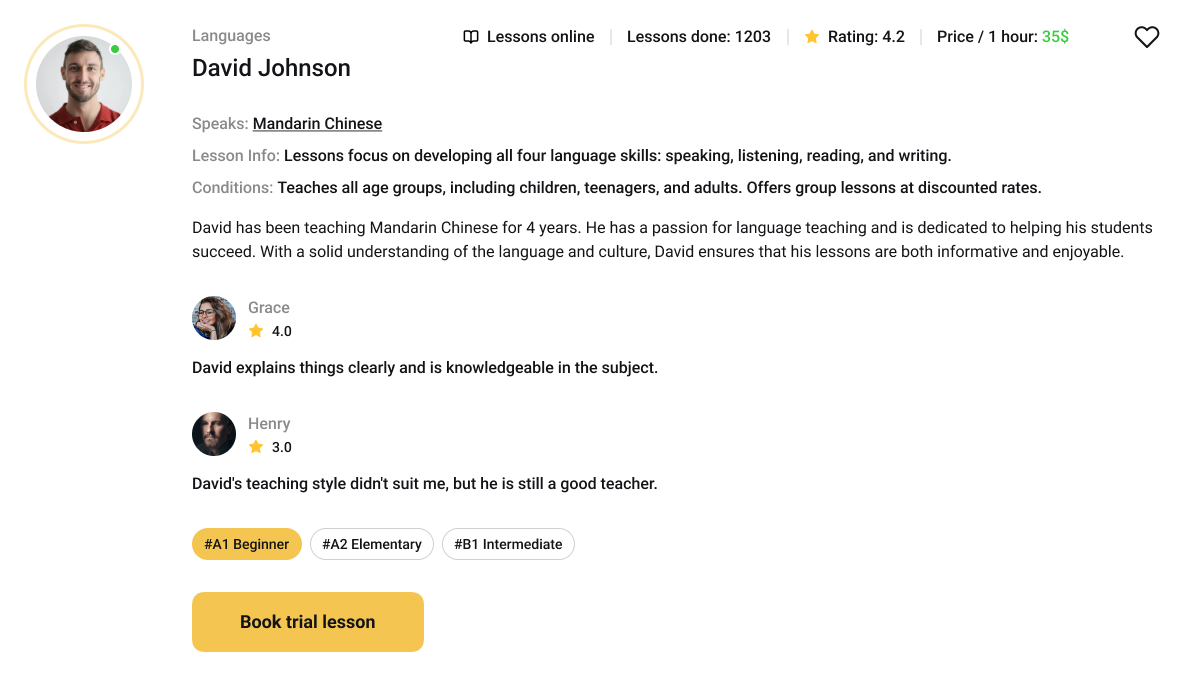 Languages
Lessons online | Lessons done: 1203 | Rating: 4.2 | Price / 1 hour: 35$
David Johnson
Speaks: Mandarin Chinese
Lesson Info: Lessons focus on developing all four language skills: speaking, listening, reading, and writing.
Conditions: Teaches all age groups, including children, teenagers, and adults. Offers group lessons at discounted rates.
David has been teaching Mandarin Chinese for 4 years. He has a passion for language teaching and is dedicated to helping his students
succeed. With a solid understanding of the language and culture, David ensures that his lessons are both informative and enjoyable.
Grace
4.0
David explains things clearly and is knowledgeable in the subject.
Henry
3.0
David's teaching style didn't suit me, but he is still a good teacher.
#A1 Beginner #A2 Elementary #B1 Intermediate
Book trial lesson